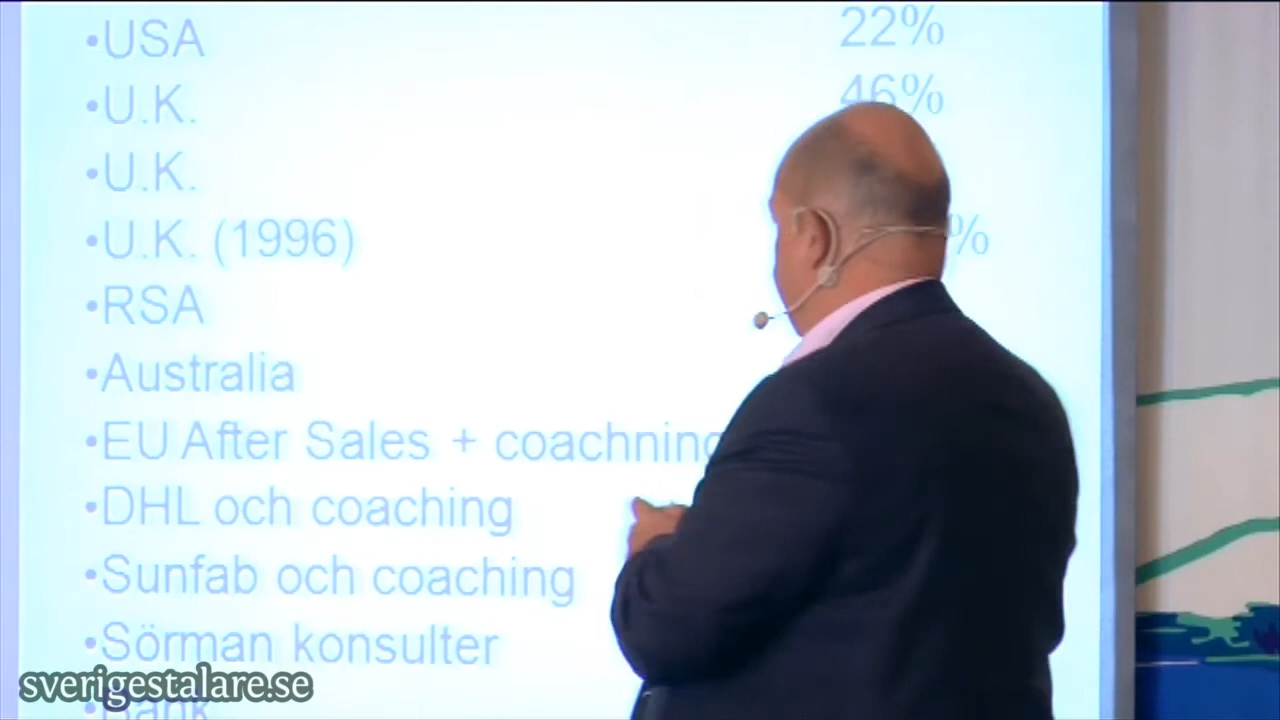 •USA 22%
•U.K. 46%
•U.K.
•U.K. (1996) %
•RSA
•Australia
•EU After Sales + coachning
•DHL och coaching
•Sunfab och coaching
•Sörman konsulter
sverigestalare.se
•Bank